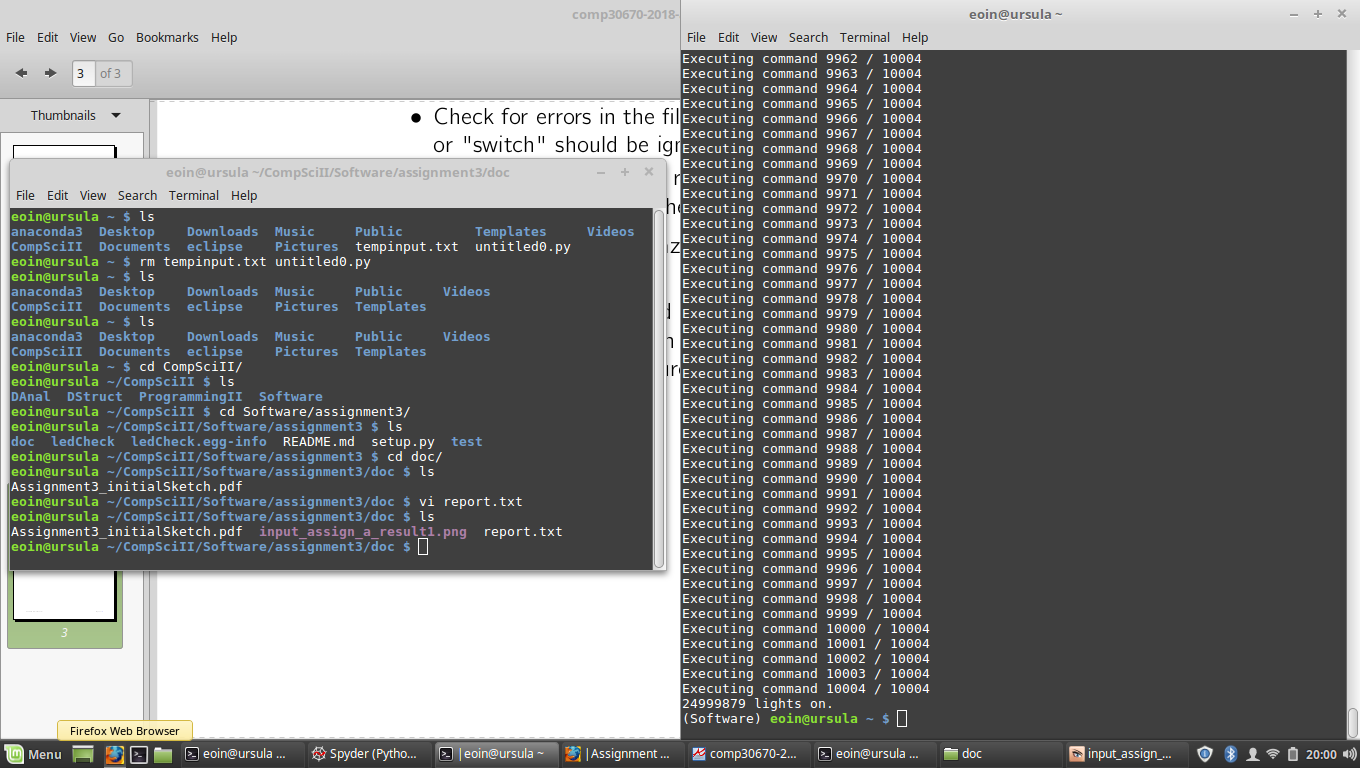 comp30670-2018-
File Edit View Go Bookmarks Help
3 of 3
Thumbnails
• Check for errors in the fil
or "switch" should be ign
3
eoin@ursula ~/CompSciII/Software/assignment3/doc
File Edit View Search Terminal Help
eoin@ursula ~ $ ls
anaconda3 Desktop Downloads Music Public Templates Videos
CompSciII Documents eclipse Pictures tempinput.txt untitled0.py
eoin@ursula ~ $ rm tempinput.txt untitled0.py
eoin@ursula ~ $ ls
anaconda3 Desktop Downloads Music Public Videos
CompSciII Documents eclipse Pictures Templates
eoin@ursula ~ $ ls
anaconda3 Desktop Downloads Music Public Videos
CompSciII Documents eclipse Pictures Templates
eoin@ursula ~ $ cd CompSciII/
eoin@ursula ~/CompSciII $ ls
DAnal DStruct ProgrammingII Software
eoin@ursula ~/CompSciII $ cd Software/assignment3/
eoin@ursula ~/CompSciII/Software/assignment3 $ ls
doc ledCheck ledCheck.egg-info README.md setup.py test
eoin@ursula ~/CompSciII/Software/assignment3 $ cd doc/
eoin@ursula ~/CompSciII/Software/assignment3/doc $ ls
Assignment3_initialSketch.pdf
eoin@ursula ~/CompSciII/Software/assignment3/doc $ vi report.txt
eoin@ursula ~/CompSciII/Software/assignment3/doc $ ls
Assignment3_initialSketch.pdf input_assign_a_result1.png report.txt
eoin@ursula ~/CompSciII/Software/assignment3/doc $
eoin@ursula ~
File Edit View Search Terminal Help
Executing command 9962 / 10004
Executing command 9963 / 10004
Executing command 9964 / 10004
Executing command 9965 / 10004
Executing command 9966 / 10004
Executing command 9967 / 10004
Executing command 9968 / 10004
Executing command 9969 / 10004
Executing command 9970 / 10004
Executing command 9971 / 10004
Executing command 9972 / 10004
Executing command 9973 / 10004
Executing command 9974 / 10004
Executing command 9975 / 10004
Executing command 9976 / 10004
Executing command 9977 / 10004
Executing command 9978 / 10004
Executing command 9979 / 10004
Executing command 9980 / 10004
Executing command 9981 / 10004
Executing command 9982 / 10004
Executing command 9983 / 10004
Executing command 9984 / 10004
Executing command 9985 / 10004
Executing command 9986 / 10004
Executing command 9987 / 10004
Executing command 9988 / 10004
Executing command 9989 / 10004
Executing command 9990 / 10004
Executing command 9991 / 10004
Executing command 9992 / 10004
Executing command 9993 / 10004
Executing command 9994 / 10004
Executing command 9995 / 10004
Executing command 9996 / 10004
Executing command 9997 / 10004
Executing command 9998 / 10004
Executing command 9999 / 10004
Executing command 10000 / 10004
Executing command 10001 / 10004
Executing command 10002 / 10004
Executing command 10003 / 10004
Executing command 10004 / 10004
24999879 lights on.
(Software) eoin@ursula ~ $
Firefox Web Browser
Menu eoin@ursula ... Spyder (Pytho... |eoin@ursula ~ |Assignment ... comp30670-2... eoin@ursula ... doc input_assign_... 20:00